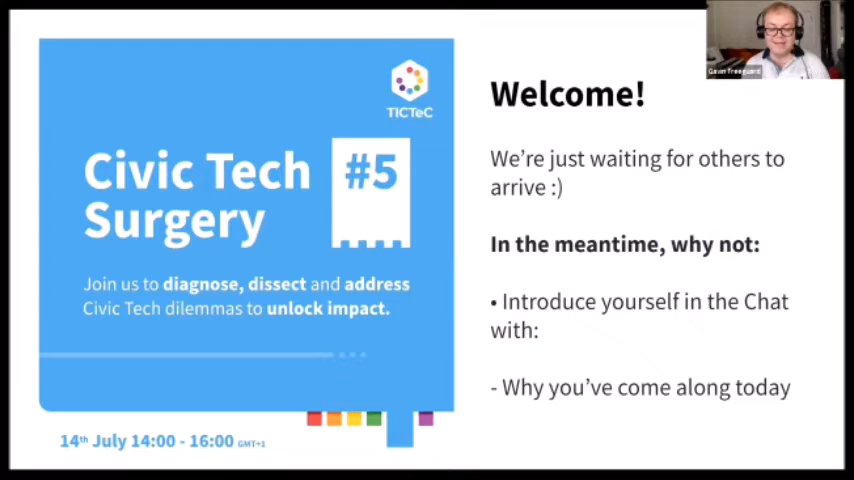 TICTeC
Civic Tech
Surgery
#5
Join us to diagnose, dissect and address
Civic Tech dilemmas to unlock impact.
14th July 14:00 - 16:00 GMT+1
Welcome!
We're just waiting for others to
arrive :)
In the meantime, why not:
• Introduce yourself in the Chat
with:
- Why you've come along today
Gavin Freeguard